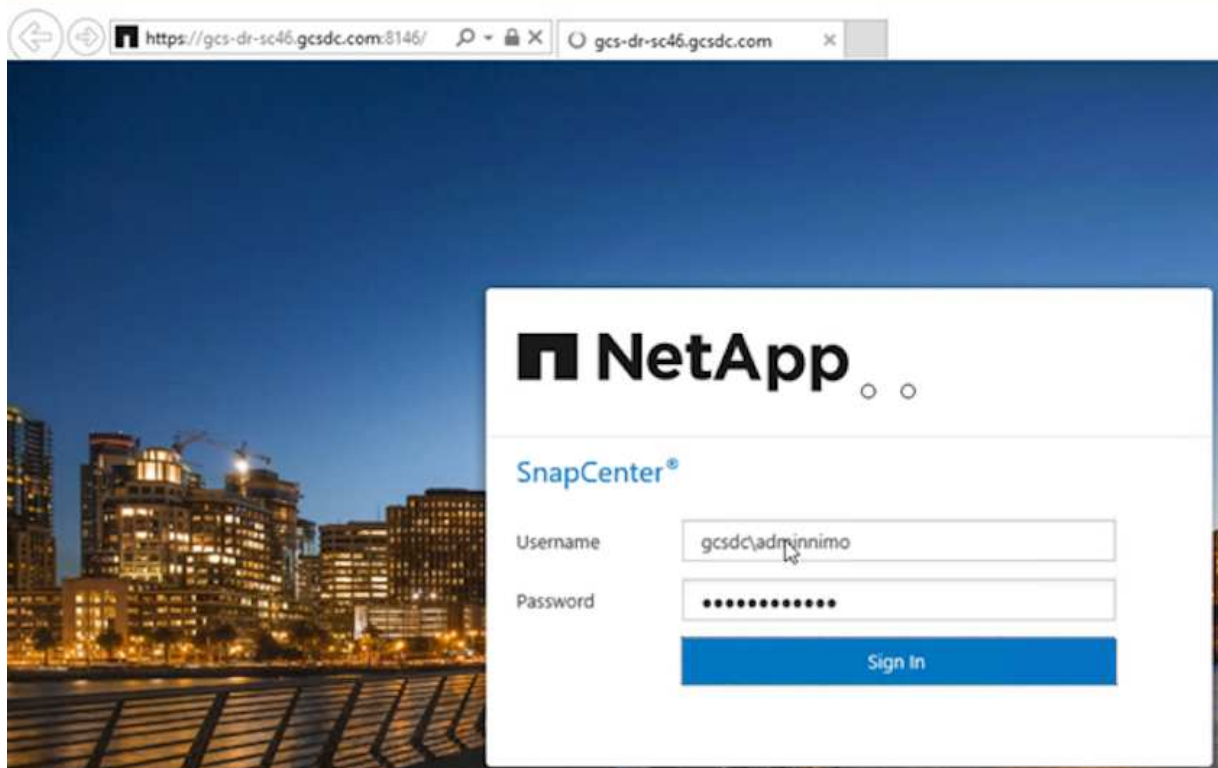 https://gcs-dr-sc46.gcsdc.com:8146/
gcs-dr-sc46.gcsdc.com
NetApp
SnapCenter®
Username
gcsdc\adminnimo
Password
••••••••••••
Sign In